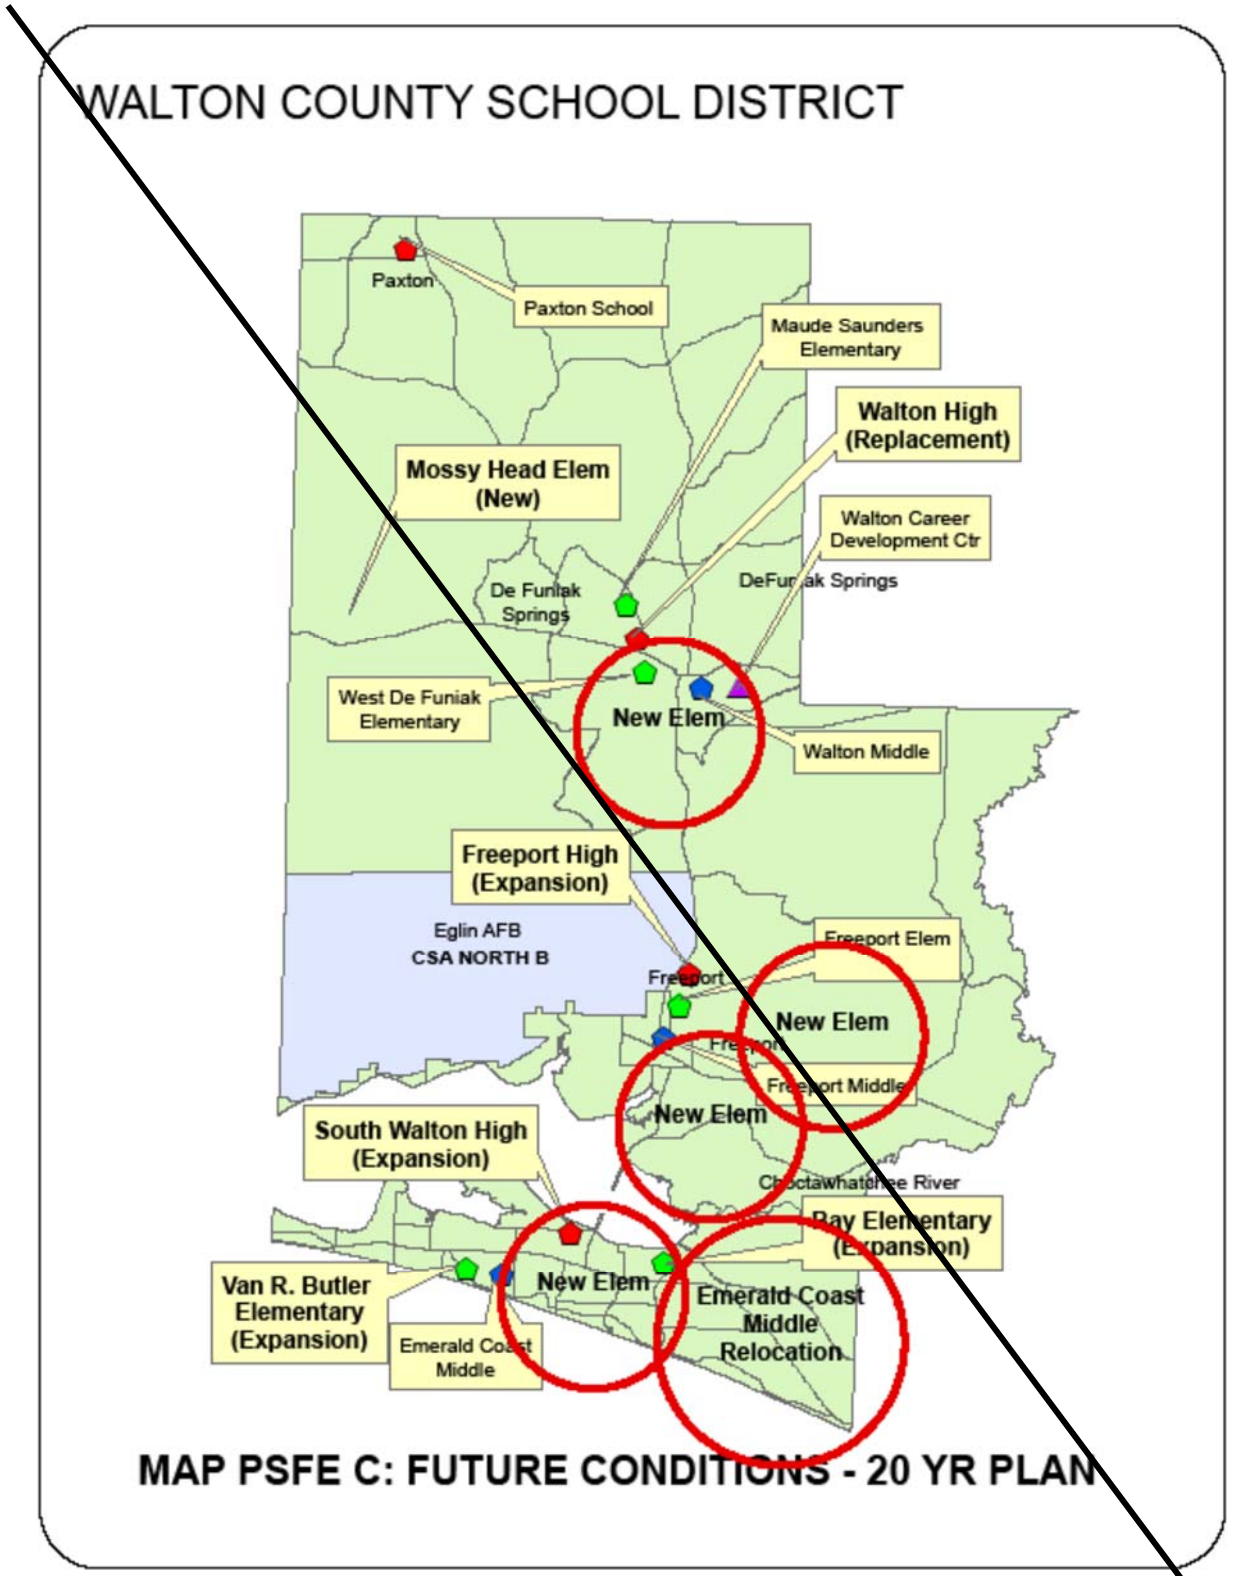 WALTON COUNTY SCHOOL DISTRICT
Paxton
Paxton School
Maude Saunders
Elementary
Walton High
(Replacement)
Mossy Head Elem
(New)
Walton Career
Development Ctr
De Funiak
Springs
DeFuniak Springs
West De Funiak
Elementary
New Elem
Walton Middle
Freeport High
(Expansion)
Eglin AFB
CSA NORTH B
Freeport Elem
Freeport
New Elem
Freeport
Freeport Middle
New Elem
South Walton High
(Expansion)
Choctawhatchee River
Bay Elementary
(Expansion)
Van R. Butler
Elementary
(Expansion)
New Elem
Emerald Coast
Middle
Relocation
Emerald Coast
Middle
MAP PSFE C: FUTURE CONDITIONS - 20 YR PLAN